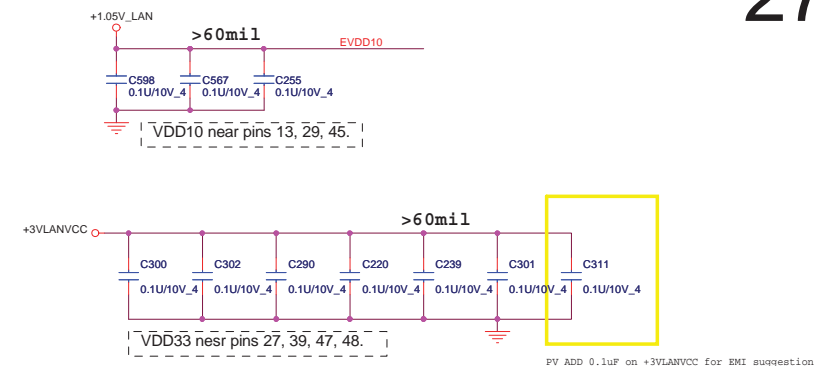 27
+1.05V_LAN
>60mil
EVDD10
C598 C567 C255
0.1U/10V_4 0.1U/10V_4 0.1U/10V_4
VDD10 near pins 13, 29, 45.
>60mil
+3VLANVCC
C300 C302 C290 C220 C239 C301 C311
0.1U/10V_4 0.1U/10V_4 0.1U/10V_4 0.1U/10V_4 0.1U/10V_4 0.1U/10V_4 0.1U/10V_4
VDD33 nesr pins 27, 39, 47, 48.
PV ADD 0.1uF on +3VLANVCC for EMI suggestion